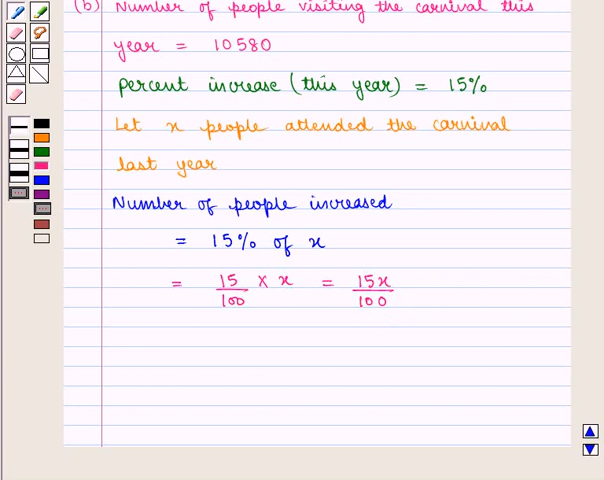 (b) Number of people visiting the carnival this
year = 10580
percent increase (this year) = 15%
Let x people attended the carnival
last year
Number of people increased
= 15% of x
= 15/100 × x = 15x/100